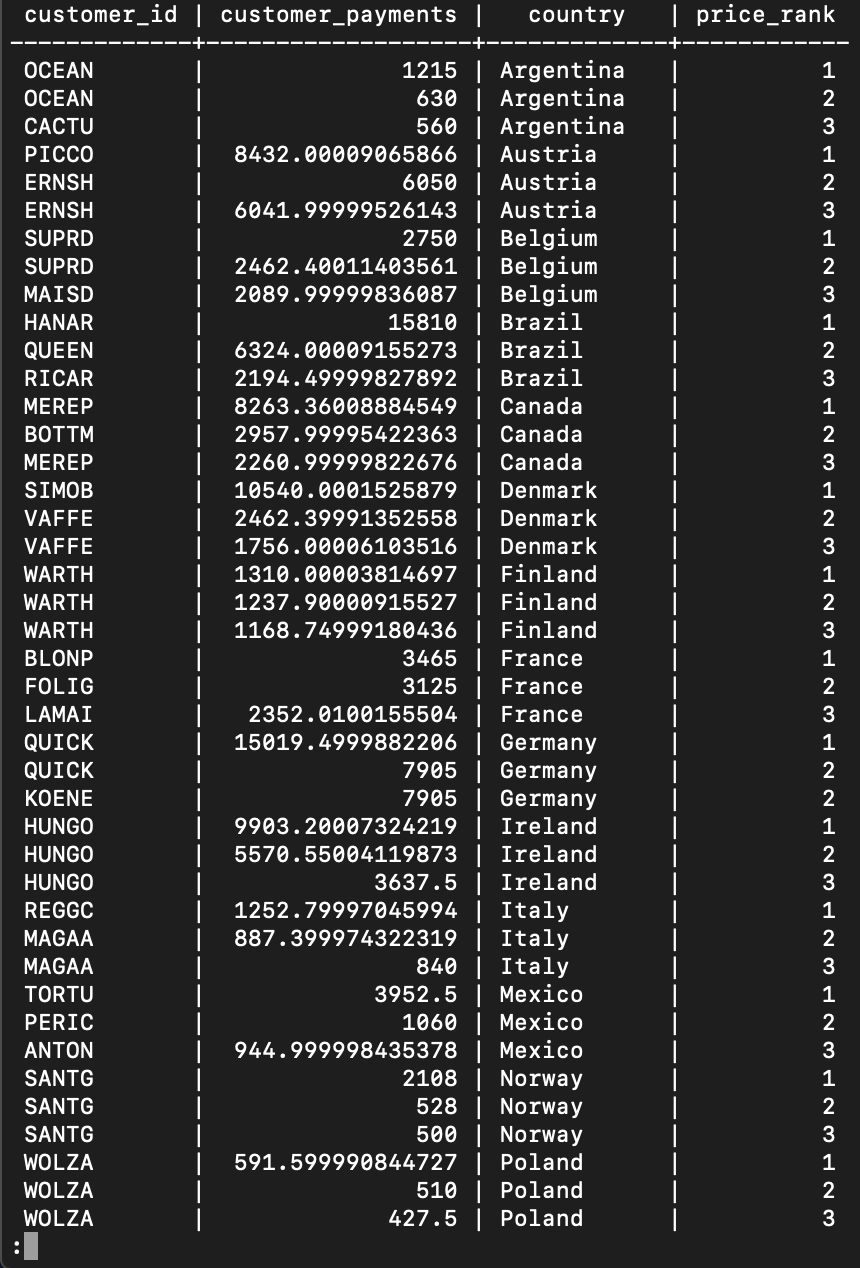 customer_id | customer_payments |   country   | price_rank
-------------+-------------------+-------------+------------
OCEAN       |              1215 | Argentina   |          1
OCEAN       |               630 | Argentina   |          2
CACTU       |               560 | Argentina   |          3
PICCO       |  8432.00009065866 | Austria     |          1
ERNSH       |              6050 | Austria     |          2
ERNSH       |  6041.99999526143 | Austria     |          3
SUPRD       |              2750 | Belgium     |          1
SUPRD       |  2462.40011403561 | Belgium     |          2
MAISD       |  2089.99999836087 | Belgium     |          3
HANAR       |             15810 | Brazil      |          1
QUEEN       |  6324.00009155273 | Brazil      |          2
RICAR       |  2194.49999827892 | Brazil      |          3
MEREP       |  8263.36008884549 | Canada      |          1
BOTTM       |  2957.99995422363 | Canada      |          2
MEREP       |  2260.99999822676 | Canada      |          3
SIMOB       |  10540.0001525879 | Denmark     |          1
VAFFE       |  2462.39991352558 | Denmark     |          2
VAFFE       |  1756.00006103516 | Denmark     |          3
WARTH       |  1310.00003814697 | Finland     |          1
WARTH       |  1237.90000915527 | Finland     |          2
WARTH       |  1168.74999180436 | Finland     |          3
BLONP       |              3465 | France      |          1
FOLIG       |              3125 | France      |          2
LAMAI       |   2352.0100155504 | France      |          3
QUICK       |  15019.4999882206 | Germany     |          1
QUICK       |              7905 | Germany     |          2
KOENE       |              7905 | Germany     |          2
HUNGO       |  9903.20007324219 | Ireland     |          1
HUNGO       |  5570.55004119873 | Ireland     |          2
HUNGO       |            3637.5 | Ireland     |          3
REGGC       |  1252.79997045994 | Italy       |          1
MAGAA       |  887.399974322319 | Italy       |          2
MAGAA       |               840 | Italy       |          3
TORTU       |            3952.5 | Mexico      |          1
PERIC       |              1060 | Mexico      |          2
ANTON       |  944.999998435378 | Mexico      |          3
SANTG       |              2108 | Norway      |          1
SANTG       |               528 | Norway      |          2
SANTG       |               500 | Norway      |          3
WOLZA       |  591.599990844727 | Poland      |          1
WOLZA       |               510 | Poland      |          2
WOLZA       |             427.5 | Poland      |          3
: